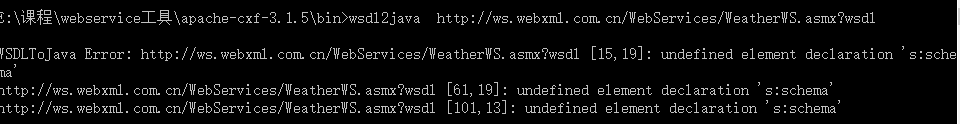 E:\课程\webservice工具\apache-cxf-3.1.5\bin>wsdl2java  http://ws.webxml.com.cn/WebServices/WeatherWS.asmx?wsdl
WSDLToJava Error: http://ws.webxml.com.cn/WebServices/WeatherWS.asmx?wsdl [15,19]: undefined element declaration 's:sche
ma'
http://ws.webxml.com.cn/WebServices/WeatherWS.asmx?wsdl [61,19]: undefined element declaration 's:schema'
http://ws.webxml.com.cn/WebServices/WeatherWS.asmx?wsdl [101,13]: undefined element declaration 's:schema'